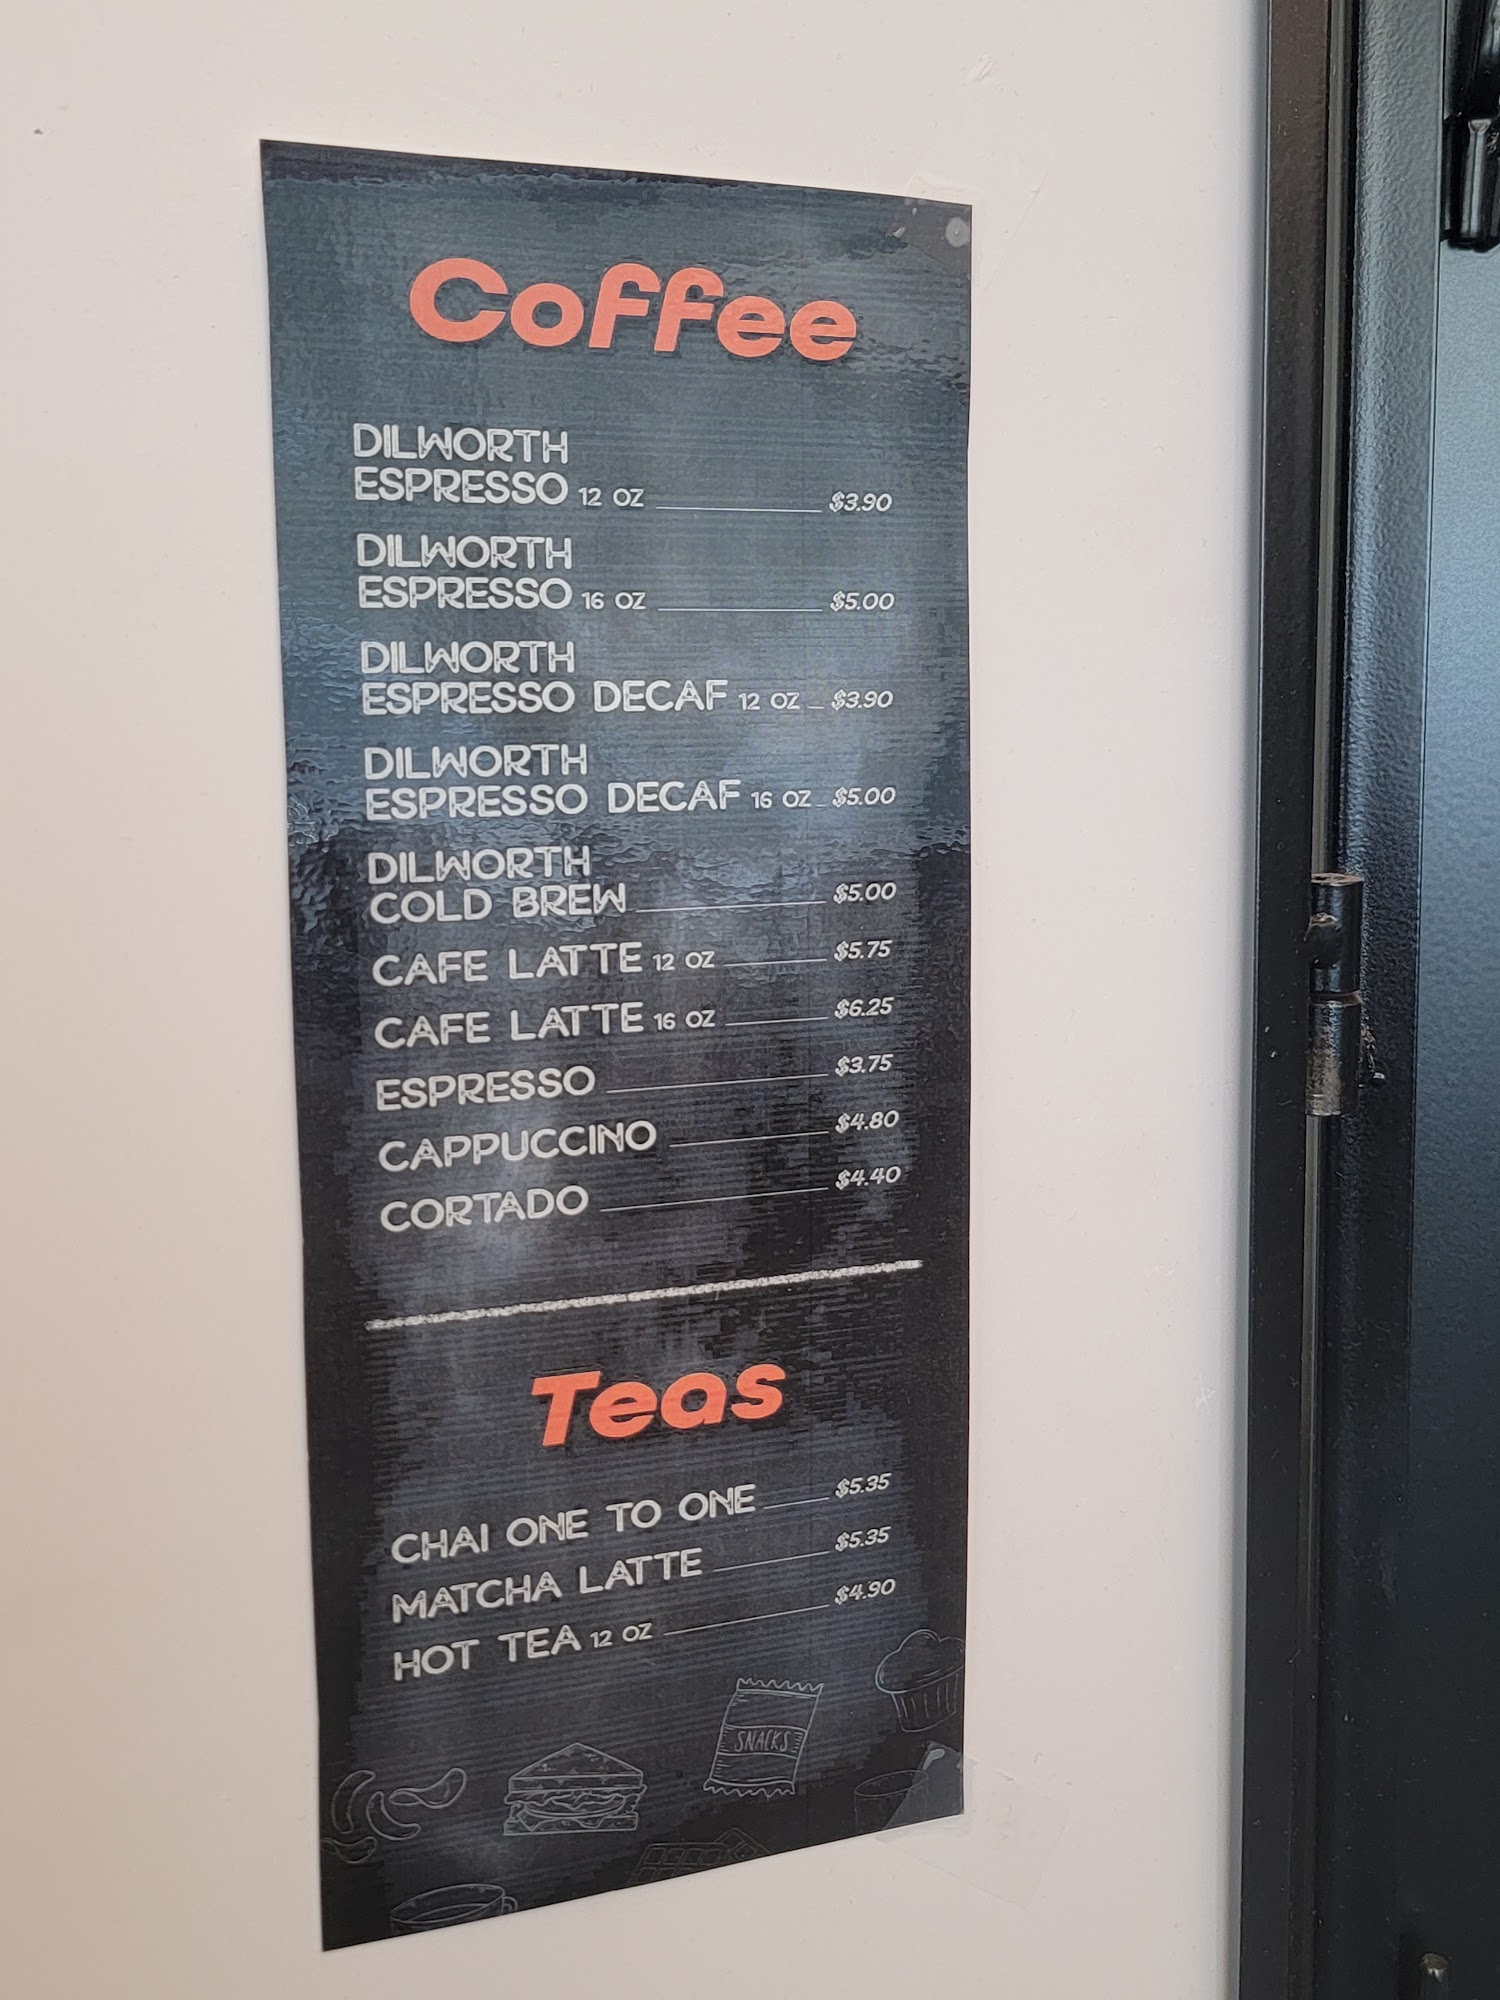 Coffee
DILWORTH
ESPRESSO 12 OZ $3.90
DILWORTH
ESPRESSO 16 OZ $5.00
DILWORTH
ESPRESSO DECAF 12 OZ $3.90
DILWORTH
ESPRESSO DECAF 16 OZ $5.00
DILWORTH
COLD BREW $5.00
CAFE LATTE 12 OZ $5.75
CAFE LATTE 16 OZ $6.25
ESPRESSO $3.75
CAPPUCCINO $4.80
CORTADO $4.40
Teas
CHAI ONE TO ONE $5.35
MATCHA LATTE $5.35
HOT TEA 12 OZ $4.90
SNACKS